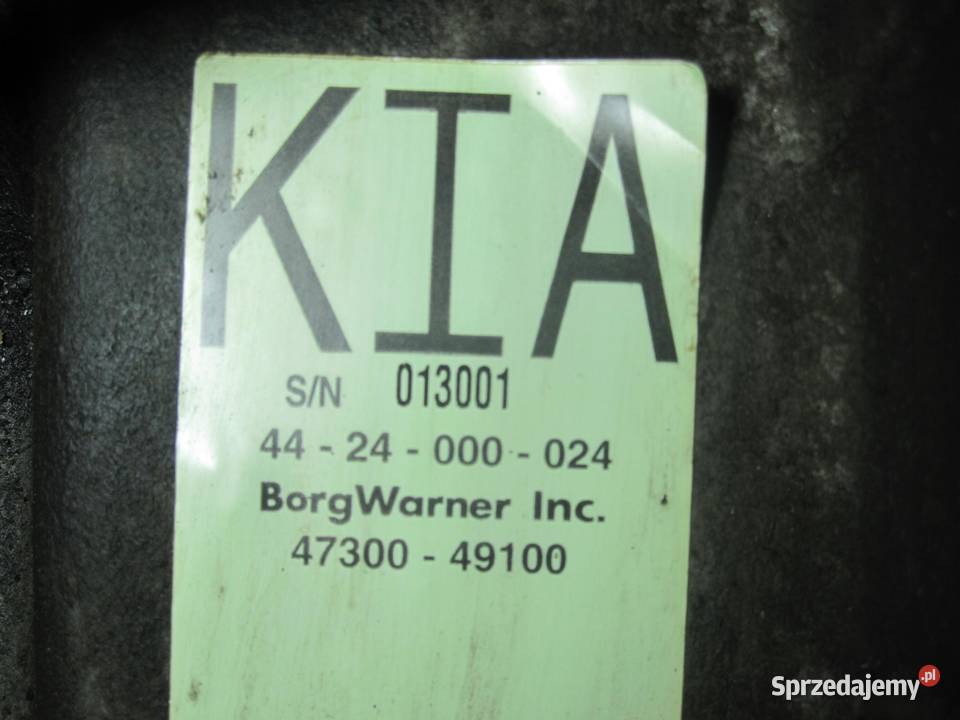 KIA
S/N 013001
44 - 24 - 000 - 024
BorgWarner Inc.
47300 - 49100
Sprzedajemy.pl